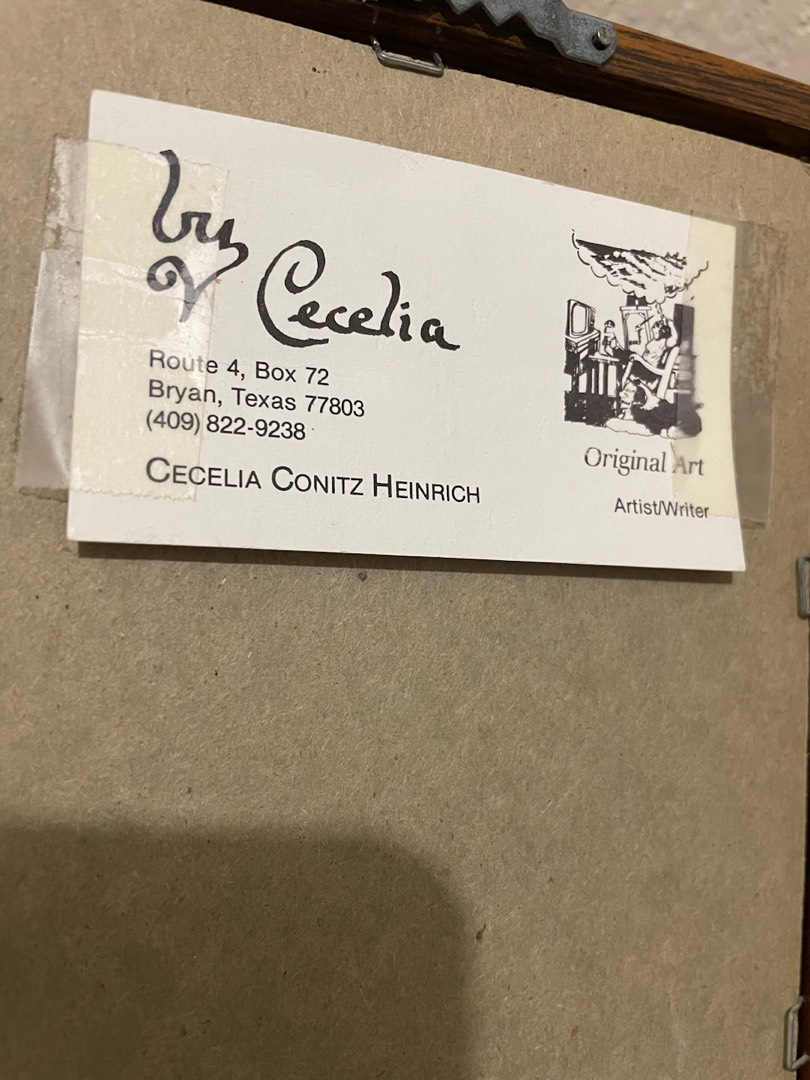 by
Cecelia
Route 4, Box 72
Bryan, Texas 77803
(409) 822-9238
CECELIA CONITZ HEINRICH
Original Art
Artist/Writer